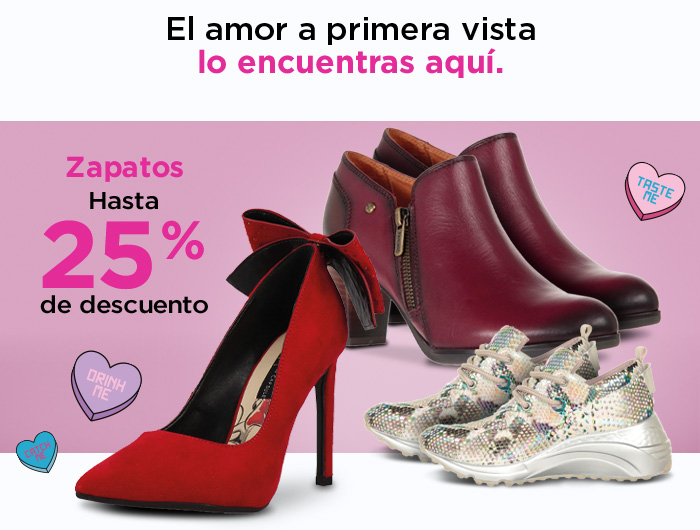 El amor a primera vista
lo encuentras aquí.
Zapatos
Hasta
25%
de descuento
TASTE
ME
DRINK
ME